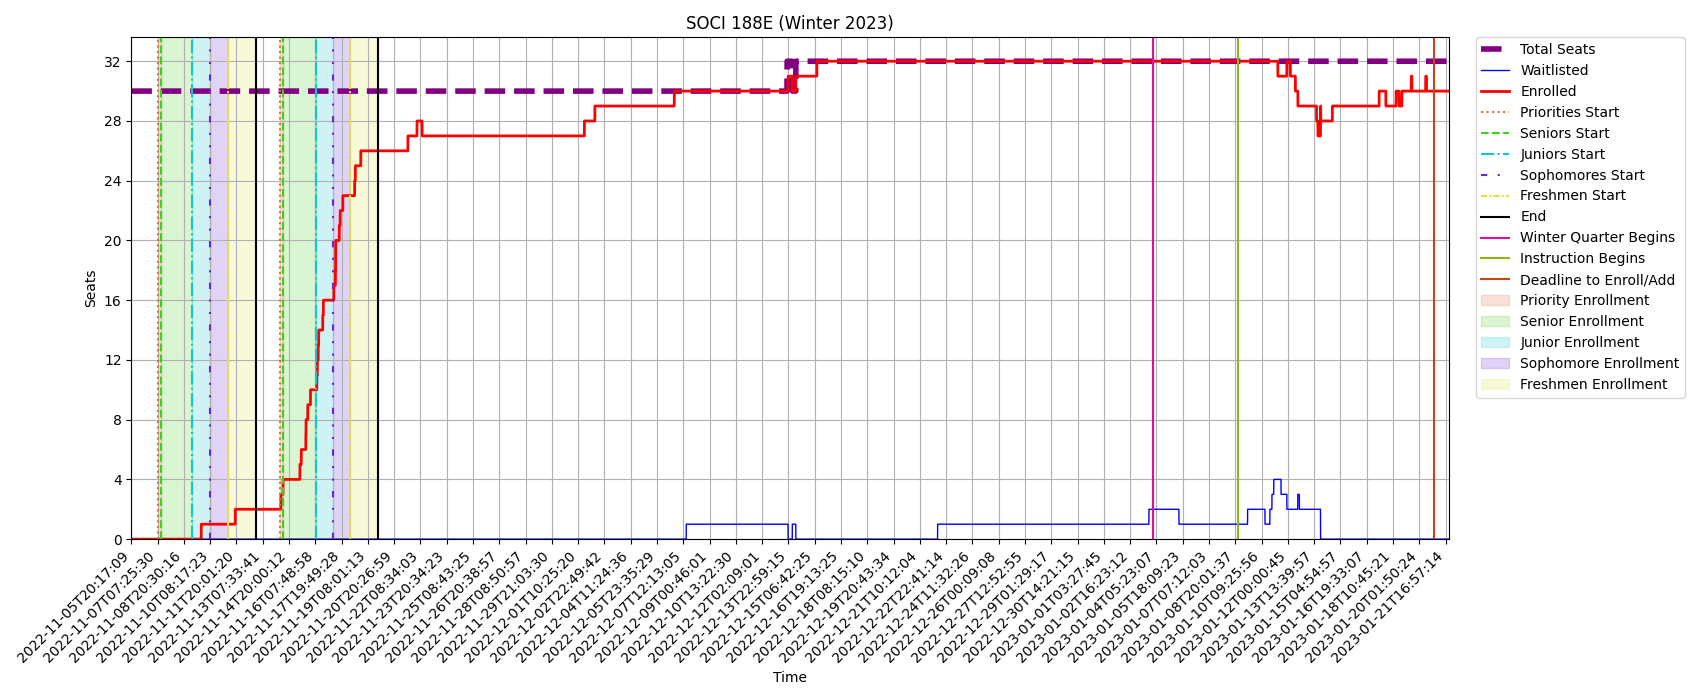 SOCI 188E (Winter 2023)
Seats
32
28
24
20
16
12
8
4
0
2022-11-05T20:17:09
2022-11-07T07:25:30
2022-11-08T20:30:16
2022-11-10T08:17:23
2022-11-11T20:01:20
2022-11-13T07:33:41
2022-11-14T20:00:12
2022-11-16T07:48:58
2022-11-17T19:49:28
2022-11-19T08:01:13
2022-11-20T20:26:59
2022-11-22T08:34:03
2022-11-23T20:34:23
2022-11-25T08:43:25
2022-11-26T20:38:57
2022-11-28T08:50:57
2022-11-29T21:03:30
2022-12-01T10:25:20
2022-12-02T22:49:42
2022-12-04T11:24:36
2022-12-05T23:35:29
2022-12-07T12:13:05
2022-12-09T00:46:01
2022-12-10T13:22:30
2022-12-12T02:09:01
2022-12-13T22:59:15
2022-12-15T06:42:25
2022-12-16T19:13:25
2022-12-18T08:15:10
2022-12-19T20:43:34
2022-12-21T10:12:04
2022-12-22T22:41:14
2022-12-24T11:32:26
2022-12-26T00:09:08
2022-12-27T12:52:55
2022-12-29T01:29:17
2022-12-30T14:21:15
2023-01-01T03:27:45
2023-01-02T16:23:12
2023-01-04T05:23:07
2023-01-05T18:09:23
2023-01-07T07:12:03
2023-01-08T20:01:37
2023-01-10T09:25:56
2023-01-12T00:00:45
2023-01-13T13:39:57
2023-01-15T04:54:57
2023-01-16T19:33:07
2023-01-18T10:45:21
2023-01-20T01:50:24
2023-01-21T16:57:14
Time
Total Seats
Waitlisted
Enrolled
Priorities Start
Seniors Start
Juniors Start
Sophomores Start
Freshmen Start
End
Winter Quarter Begins
Instruction Begins
Deadline to Enroll/Add
Priority Enrollment
Senior Enrollment
Junior Enrollment
Sophomore Enrollment
Freshmen Enrollment